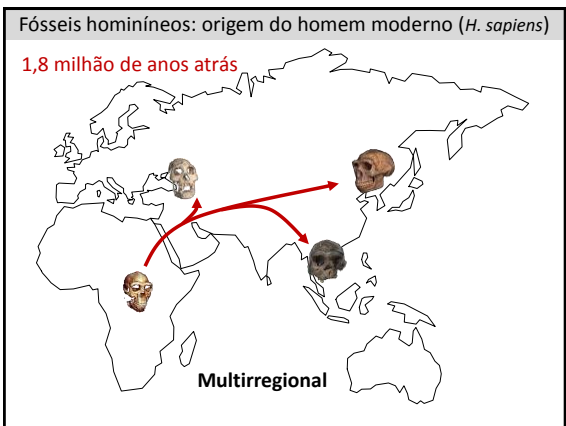 Fósseis hominíneos: origem do homem moderno (H. sapiens)
1,8 milhão de anos atrás
Multirregional